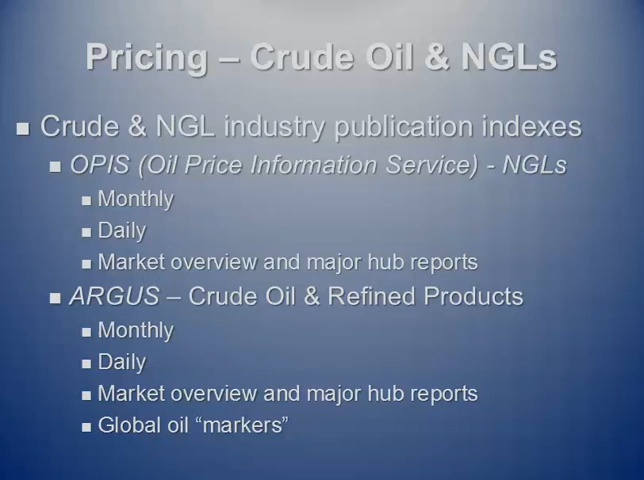 Pricing – Crude Oil & NGLs
■ Crude & NGL industry publication indexes
■ OPIS (Oil Price Information Service) - NGLs
■ Monthly
■ Daily
■ Market overview and major hub reports
■ ARGUS – Crude Oil & Refined Products
■ Monthly
■ Daily
■ Market overview and major hub reports
■ Global oil “markers”